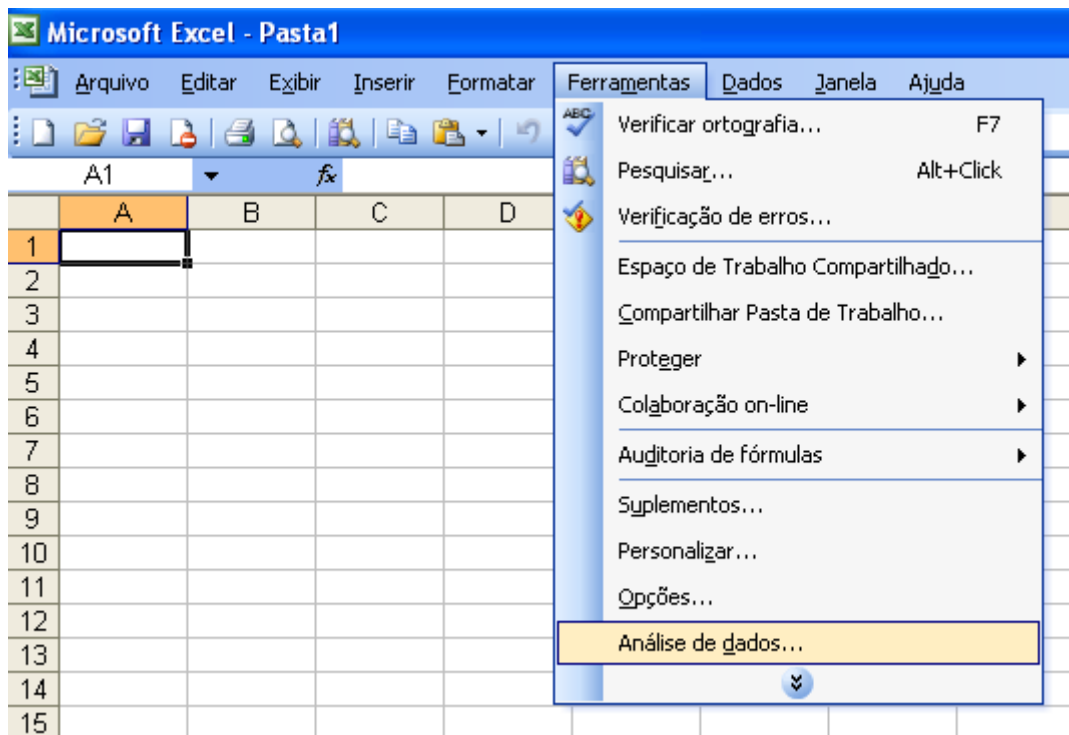 Microsoft Excel - Pasta1
Arquivo Editar Exibir Inserir Formatar Ferramentas Dados Janela Ajuda
A1 fx
A B C D
ABC Verificar ortografia... F7
Pesquisar... Alt+Click
Verificação de erros...
Espaço de Trabalho Compartilhado...
Compartilhar Pasta de Trabalho...
Proteger
Colaboração on-line
Auditoria de fórmulas
Suplementos...
Personalizar...
Opções...
Análise de dados...
1
2
3
4
5
6
7
8
9
10
11
12
13
14
15